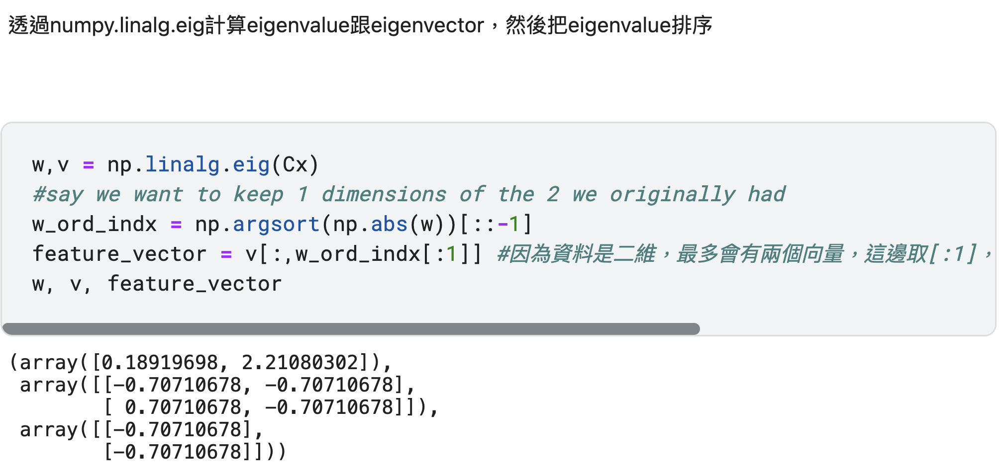 透過numpy.linalg.eig計算eigenvalue跟eigenvector，然後把eigenvalue排序
w,v = np.linalg.eig(Cx)
#say we want to keep 1 dimensions of the 2 we originally had
w_ord_indx = np.argsort(np.abs(w))[::-1]
feature_vector = v[:,w_ord_indx[:1]] #因為資料是二維，最多會有兩個向量，這邊取[:1]，
w, v, feature_vector
(array([0.18919698, 2.21080302]),
 array([[-0.70710678, -0.70710678],
        [ 0.70710678, -0.70710678]]),
 array([[-0.70710678],
        [-0.70710678]]))